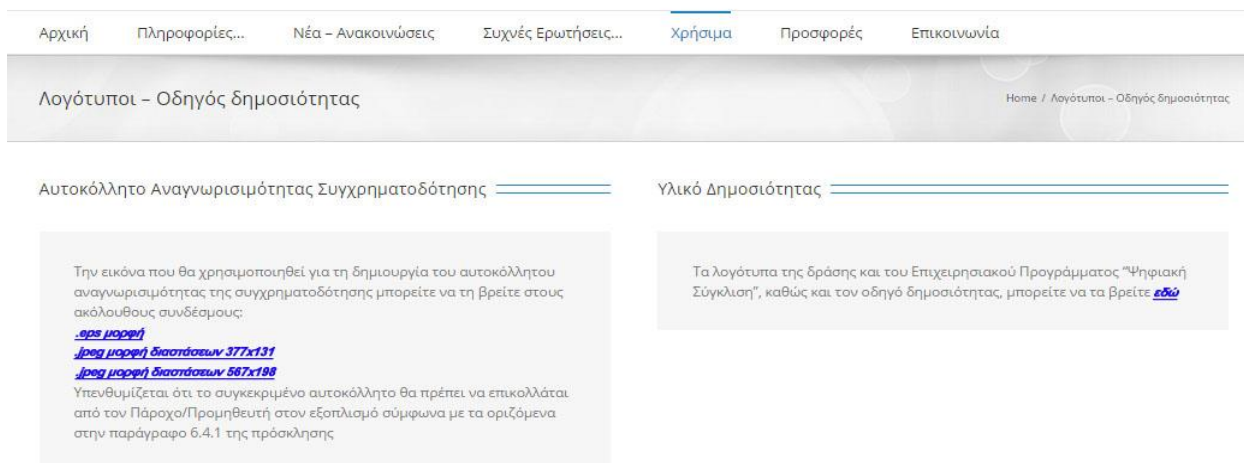 Αρχική Πληροφορίες... Νέα – Ανακοινώσεις Συχνές Ερωτήσεις... Χρήσιμα Προσφορές Επικοινωνία
Λογότυποι – Οδηγός δημοσιότητας
Home / Λογότυποι – Οδηγός δημοσιότητας
Αυτοκόλλητο Αναγνωρισιμότητας Συγχρηματοδότησης
Την εικόνα που θα χρησιμοποιηθεί για τη δημιουργία του αυτοκόλλητου
αναγνωρισιμότητας της συγχρηματοδότησης μπορείτε να τη βρείτε στους
ακόλουθους συνδέσμους:
.eps μορφή
.jpeg μορφή διαστάσεων 377x131
.jpeg μορφή διαστάσεων 567x198
Υπενθυμίζεται ότι το συγκεκριμένο αυτοκόλλητο θα πρέπει να επικολλάται
από τον Πάροχο/Προμηθευτή στον εξοπλισμό σύμφωνα με τα οριζόμενα
στην παράγραφο 6.4.1 της πρόσκλησης
Υλικό Δημοσιότητας
Τα λογότυπα της δράσης και του Επιχειρησιακού Προγράμματος “Ψηφιακή
Σύγκλιση”, καθώς και τον οδηγό δημοσιότητας, μπορείτε να τα βρείτε εδώ